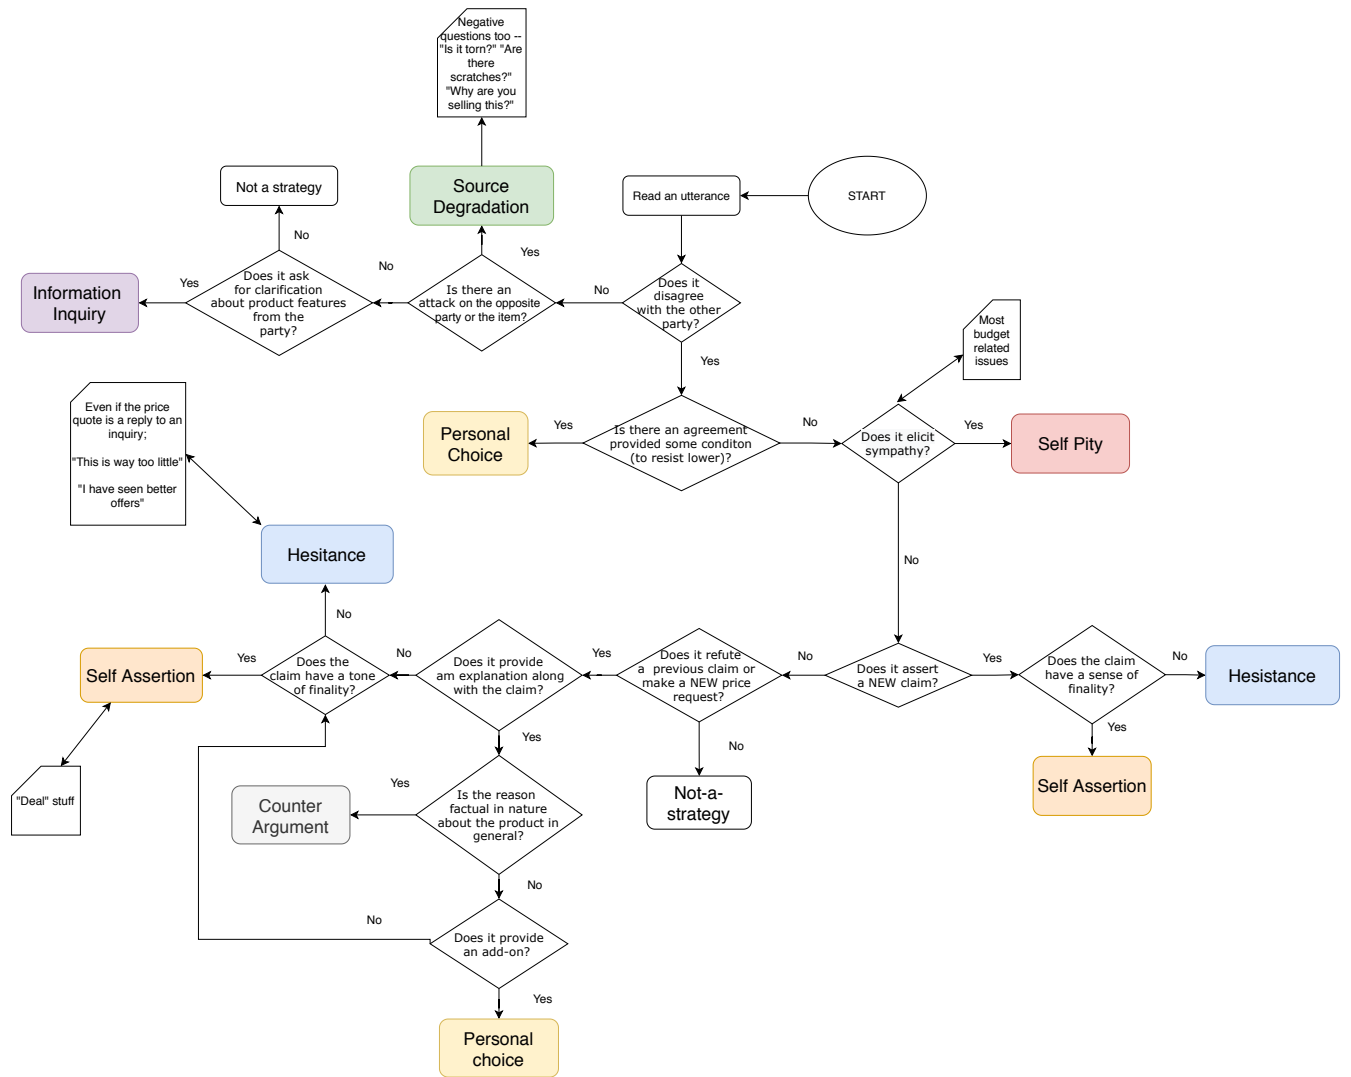 Negative
questions too --
"Is it torn?" "Are
there
scratches?"
"Why are you
selling this?"
Not a strategy
Source
Degradation
Read an utterance
START
No
Yes
No
Yes
Does it ask
for clarification
about product features
from the
party?
Is there an
attack on the opposite
party or the item?
No
Does it
disagree
with the other
party?
Information
Inquiry
Most
budget
related
issues
Yes
Even if the price
quote is a reply to an
inquiry;
"This is way too little"
"I have seen better
offers"
Personal
Choice
Yes
Is there an agreement
provided some conditon
(to resist lower)?
No
Does it elicit
sympathy?
Yes
Self Pity
Hesitance
No
No
Self Assertion
Yes
Does the
claim have a tone
of finality?
No
Does it provide
am explanation along
with the claim?
Yes
Does it refute
a previous claim or
make a NEW price
request?
No
Does it assert
a NEW claim?
Yes
Does the claim
have a sense of
finality?
No
Hesistance
Yes
Yes
No
"Deal" stuff
Counter
Argument
Yes
Is the reason
factual in nature
about the product in
general?
Not-a-
strategy
Self Assertion
No
No
Does it provide
an add-on?
Yes
Personal
choice